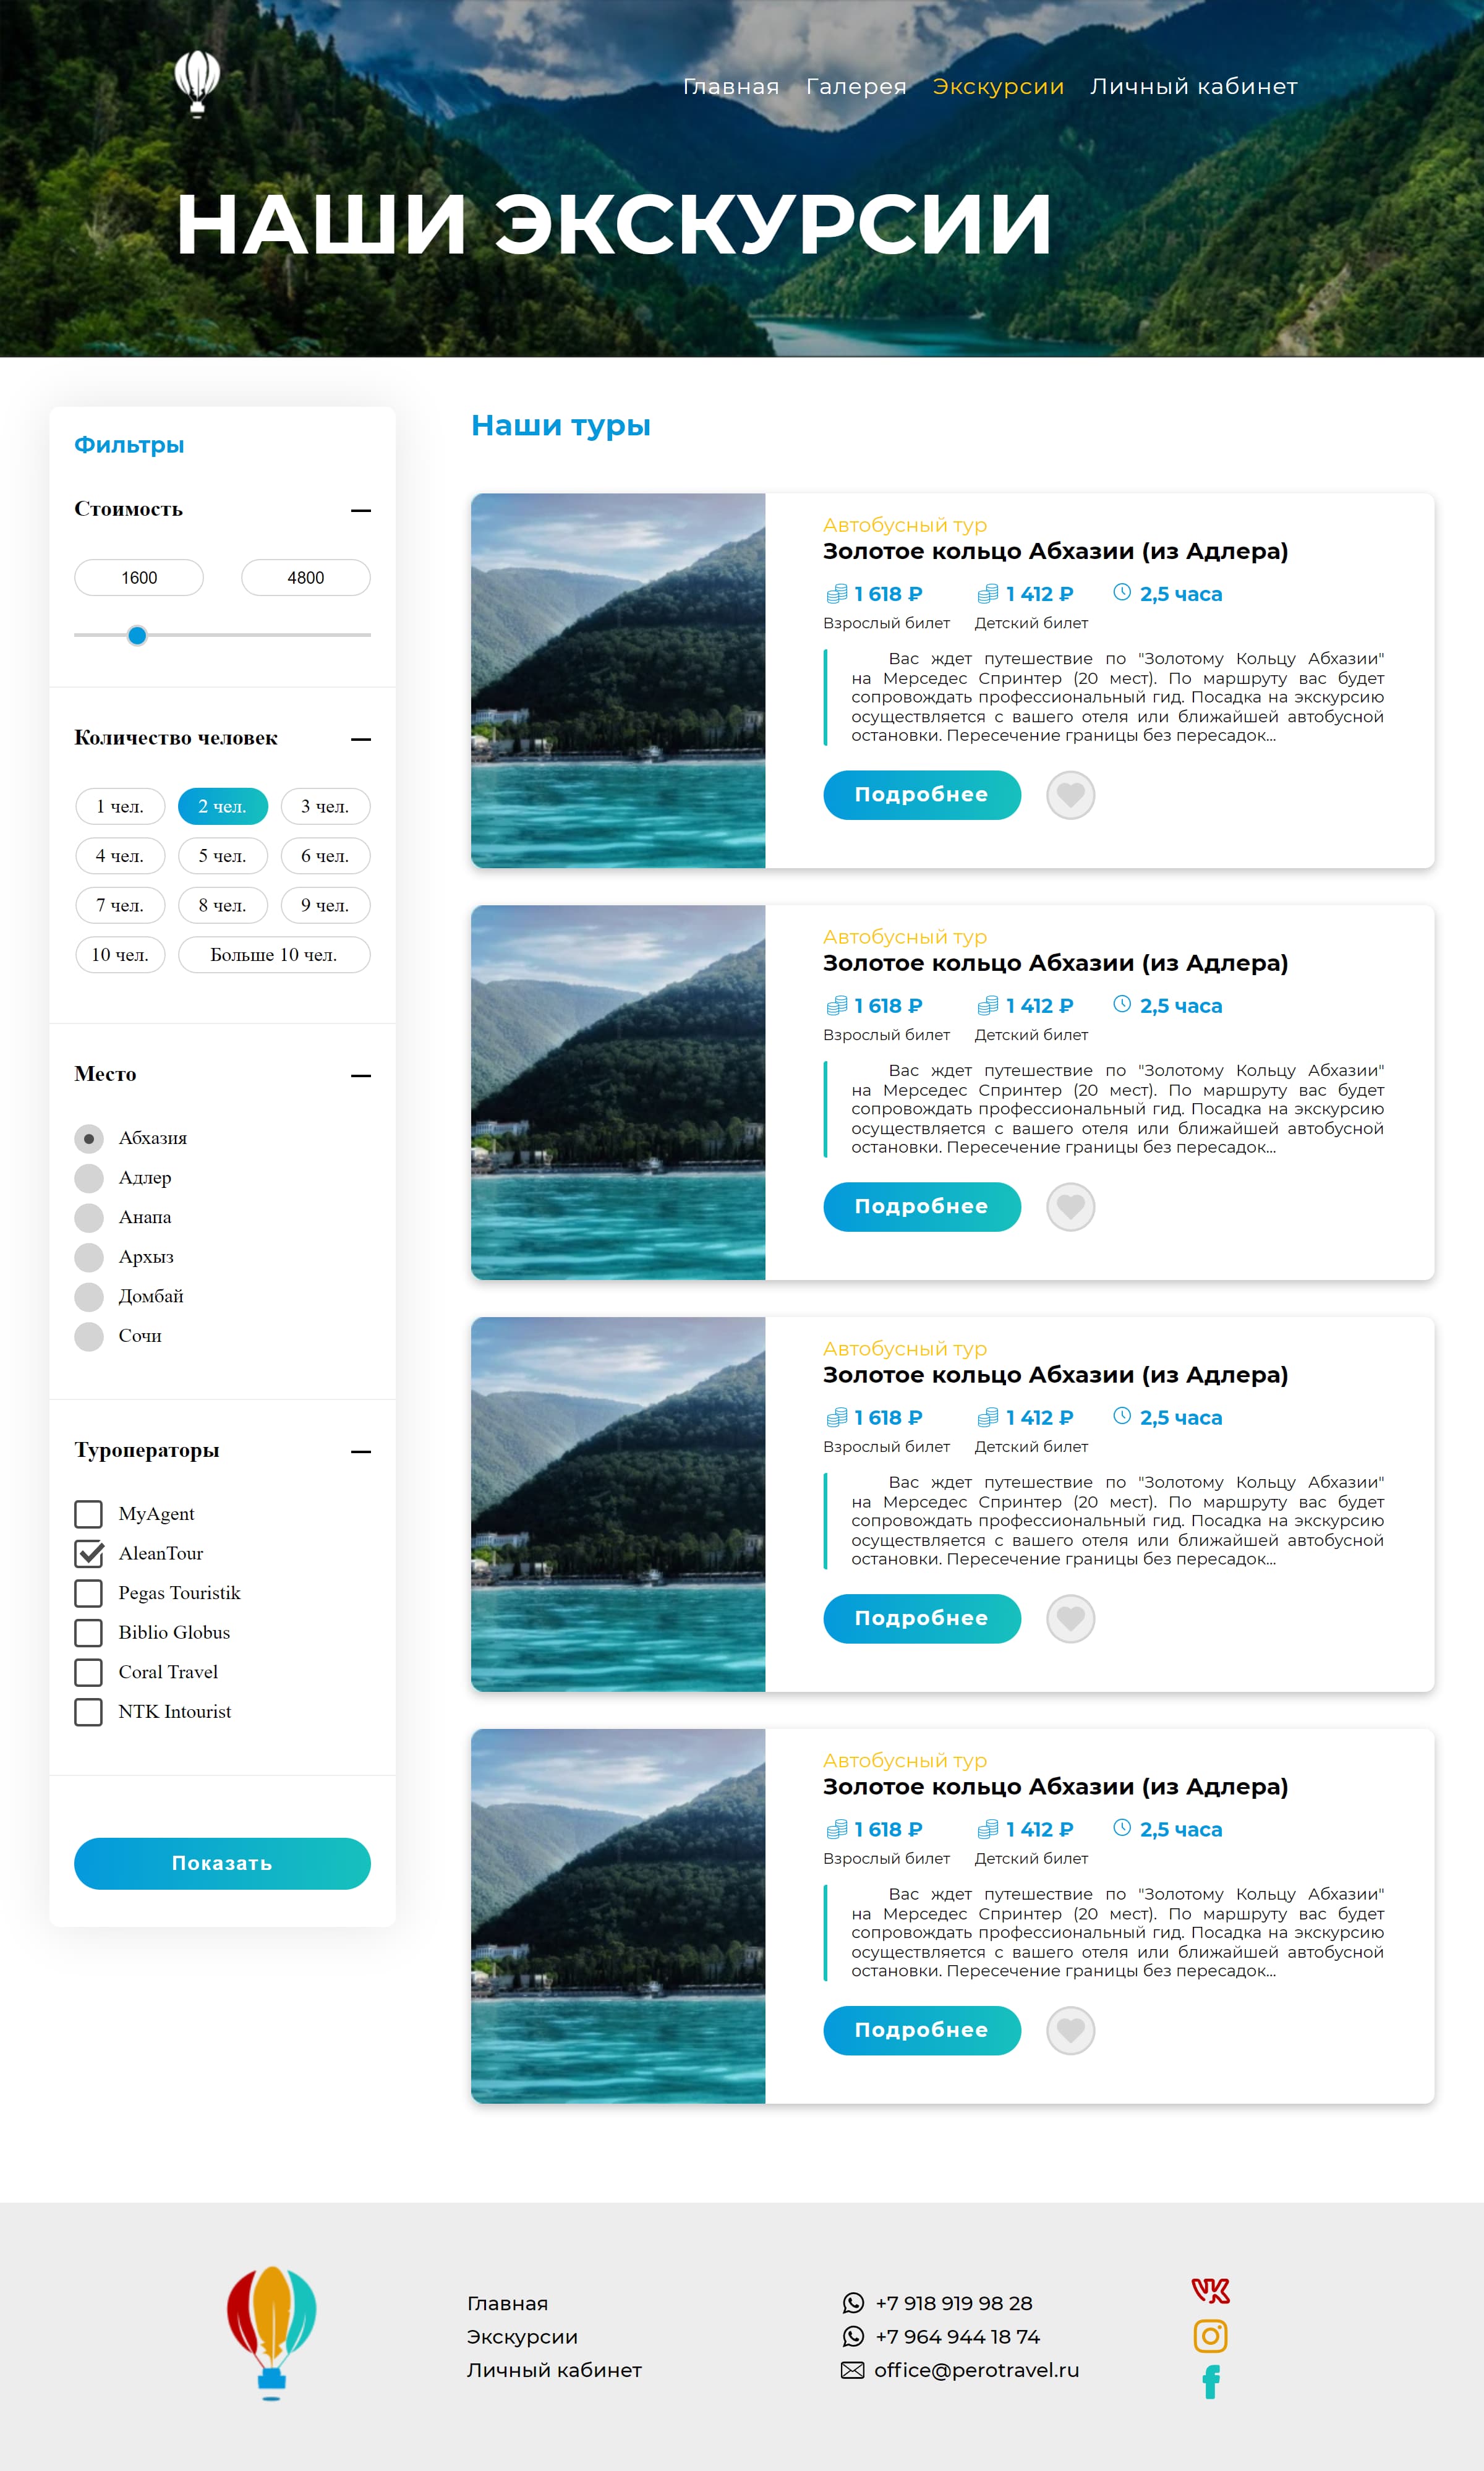 Главная Галерея Экскурсии Личный кабинет
НАШИ ЭКСКУРСИИ
Фильтры
Стоимость
1600 4800
Количество человек
1 чел. 2 чел. 3 чел.
4 чел. 5 чел. 6 чел.
7 чел. 8 чел. 9 чел.
10 чел. Больше 10 чел.
Место
Абхазия
Адлер
Анапа
Архыз
Домбай
Сочи
Туроператоры
MyAgent
AleanTour
Pegas Touristik
Biblio Globus
Coral Travel
NTK Intourist
Показать
Наши туры
Автобусный тур
Золотое кольцо Абхазии (из Адлера)
1 618 ₽ 1 412 ₽ 2,5 часа
Взрослый билет Детский билет
Вас ждет путешествие по "Золотому Кольцу Абхазии"
на Мерседес Спринтер (20 мест). По маршруту вас будет
сопровождать профессиональный гид. Посадка на экскурсию
осуществляется с вашего отеля или ближайшей автобусной
остановки. Пересечение границы без пересадок...
Подробнее
Автобусный тур
Золотое кольцо Абхазии (из Адлера)
1 618 ₽ 1 412 ₽ 2,5 часа
Взрослый билет Детский билет
Вас ждет путешествие по "Золотому Кольцу Абхазии"
на Мерседес Спринтер (20 мест). По маршруту вас будет
сопровождать профессиональный гид. Посадка на экскурсию
осуществляется с вашего отеля или ближайшей автобусной
остановки. Пересечение границы без пересадок...
Подробнее
Автобусный тур
Золотое кольцо Абхазии (из Адлера)
1 618 ₽ 1 412 ₽ 2,5 часа
Взрослый билет Детский билет
Вас ждет путешествие по "Золотому Кольцу Абхазии"
на Мерседес Спринтер (20 мест). По маршруту вас будет
сопровождать профессиональный гид. Посадка на экскурсию
осуществляется с вашего отеля или ближайшей автобусной
остановки. Пересечение границы без пересадок...
Подробнее
Автобусный тур
Золотое кольцо Абхазии (из Адлера)
1 618 ₽ 1 412 ₽ 2,5 часа
Взрослый билет Детский билет
Вас ждет путешествие по "Золотому Кольцу Абхазии"
на Мерседес Спринтер (20 мест). По маршруту вас будет
сопровождать профессиональный гид. Посадка на экскурсию
осуществляется с вашего отеля или ближайшей автобусной
остановки. Пересечение границы без пересадок...
Подробнее
Главная
Экскурсии
Личный кабинет
+7 918 919 98 28
+7 964 944 18 74
office@perotravel.ru